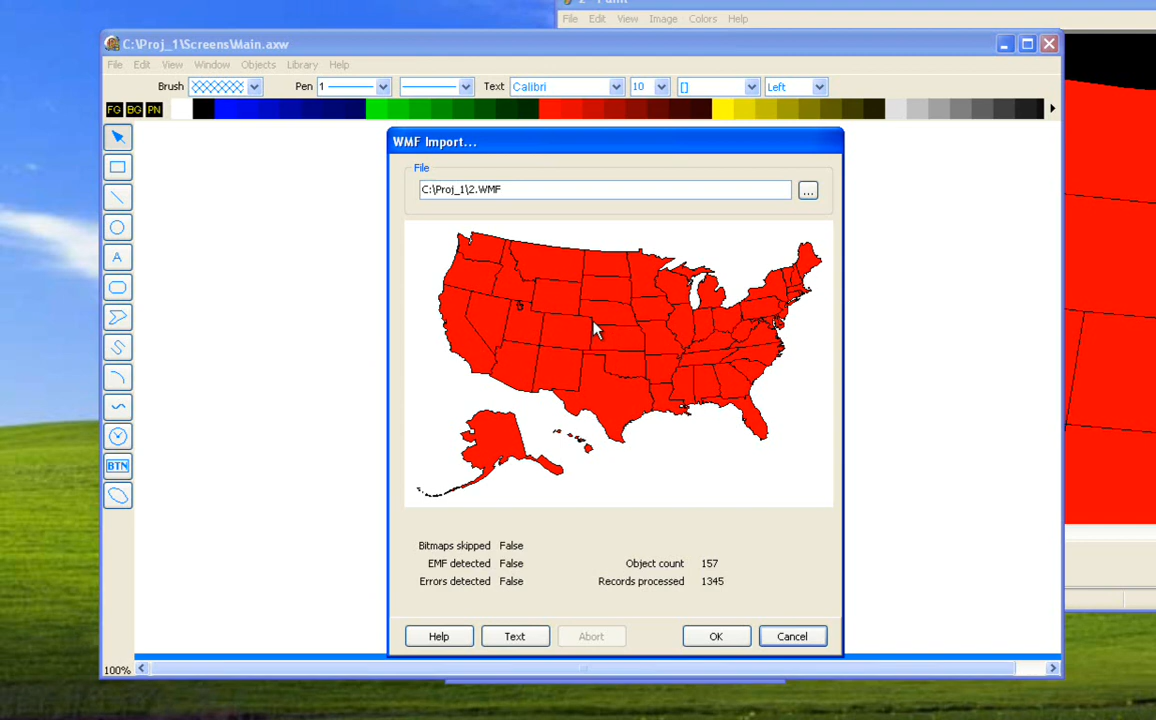 2 - Paint
File Edit View Image Colors Help
C:\Proj_1\Screens\Main.axw
File Edit View Window Objects Library Help
Brush Pen 1 Text Calibri 10 [] Left
FG BG PN
WMF Import...
File
C:\Proj_1\2.WMF
...
A
BTN
Bitmaps skipped False
EMF detected False Object count 157
Errors detected False Records processed 1345
Help Text Abort OK Cancel
100%